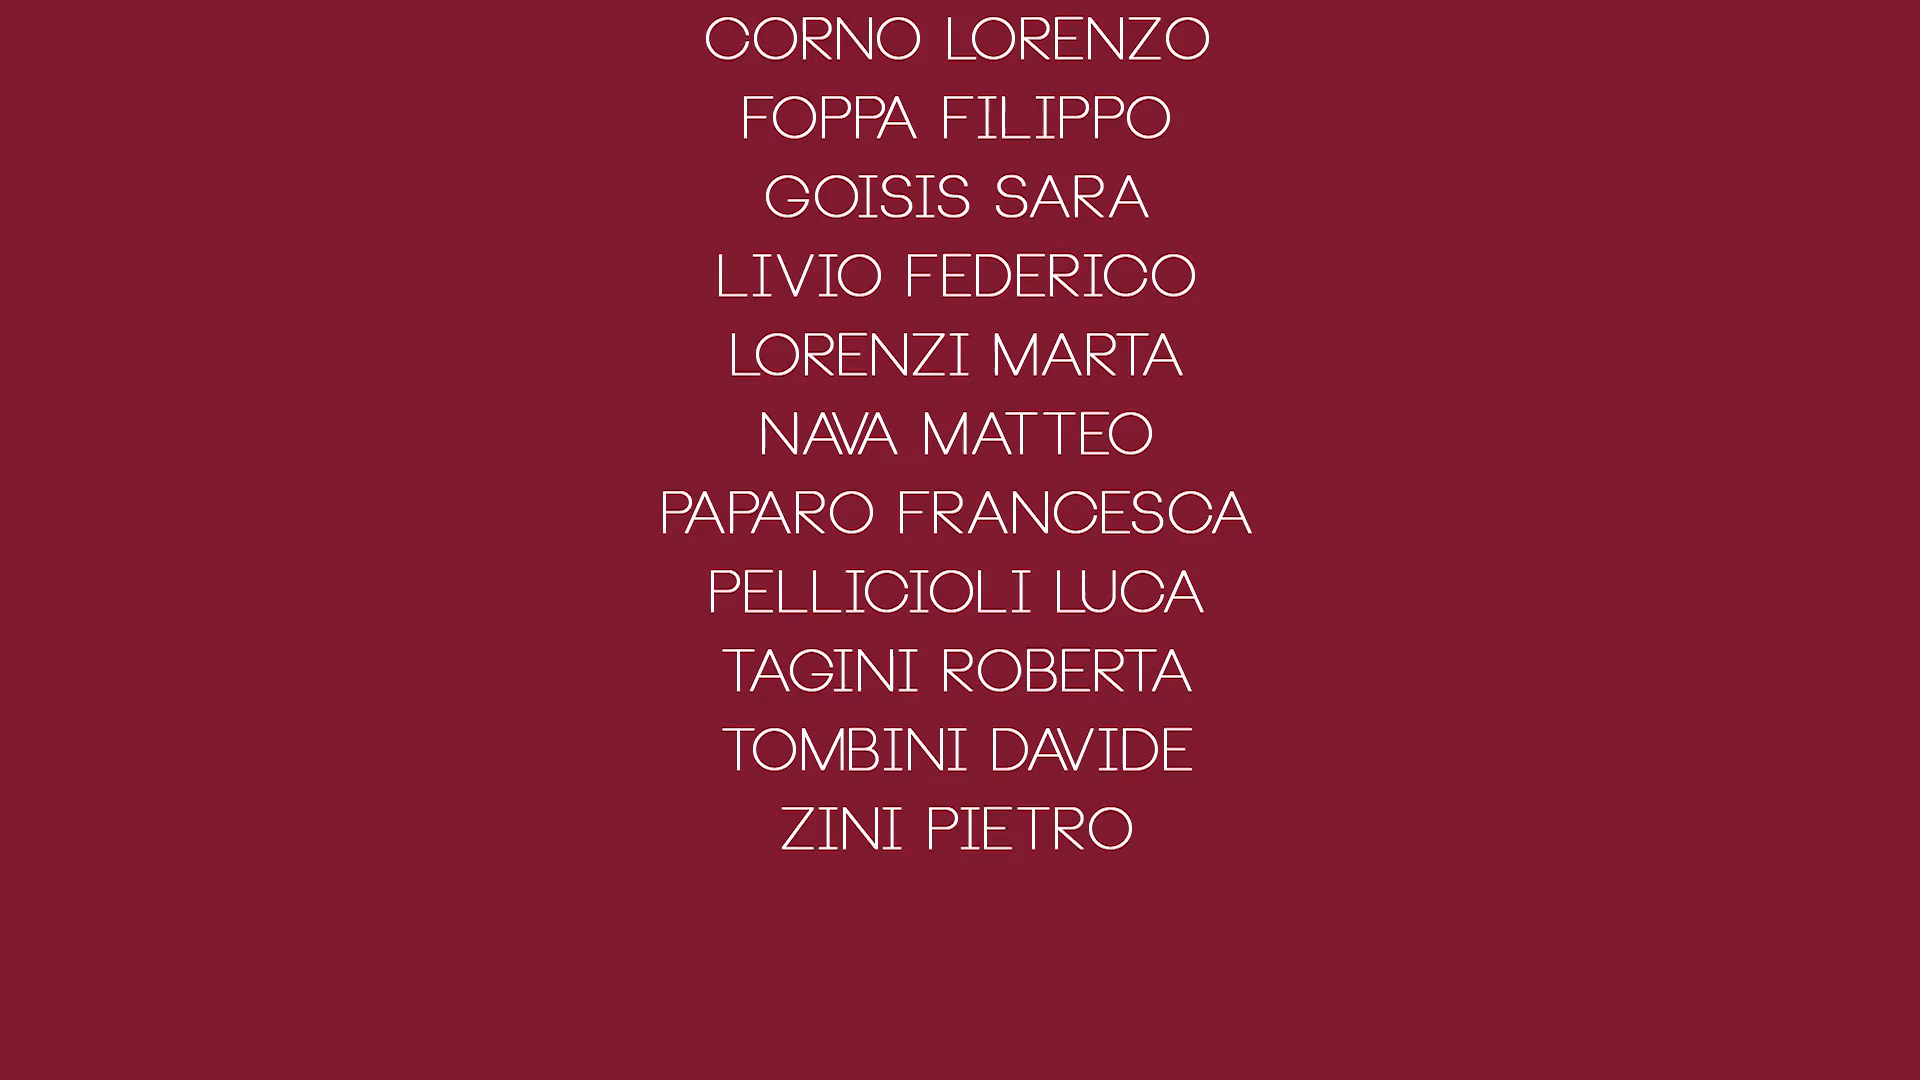 CORNO LORENZO
FOPPA FILIPPO
GOISIS SARA
LIVIO FEDERICO
LORENZI MARTA
NAVA MATTEO
PAPARO FRANCESCA
PELLICIOLI LUCA
TAGINI ROBERTA
TOMBINI DAVIDE
ZINI PIETRO